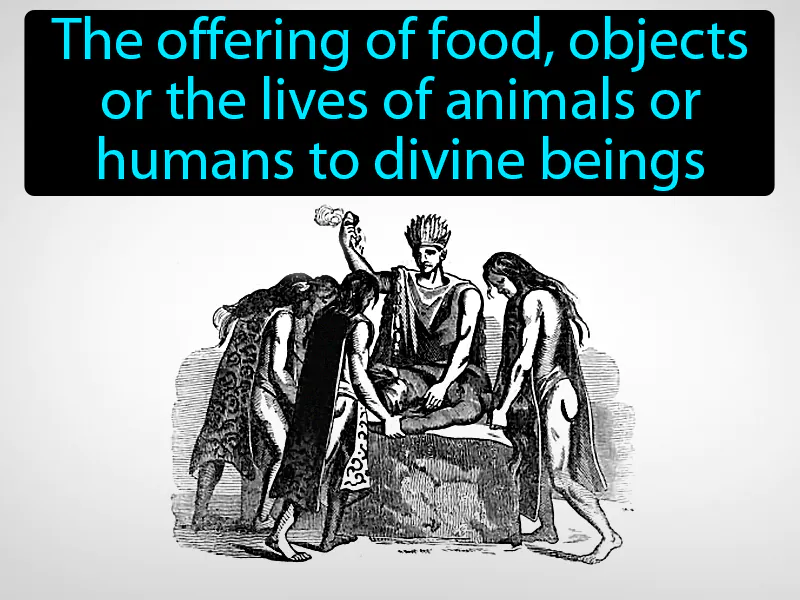 The offering of food, objects
or the lives of animals or
humans to divine beings